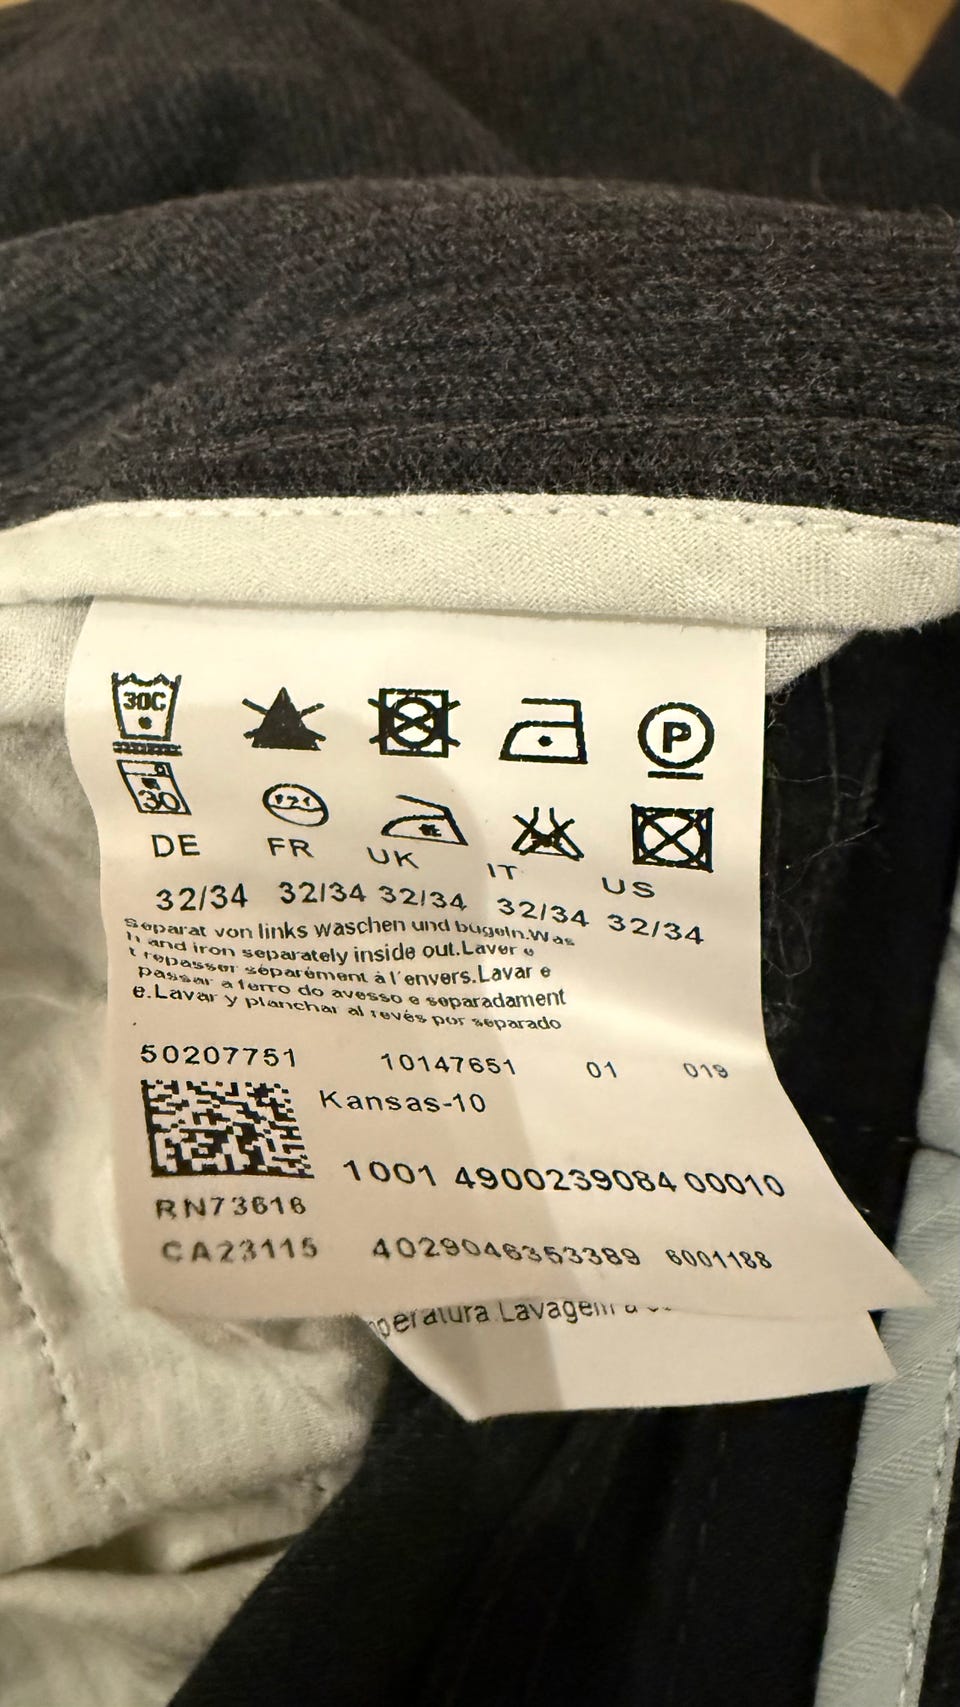 30C
P
30
DE FR UK IT US
32/34 32/34 32/34 32/34 32/34
Separat von links waschen und bügeln.Was
h and iron separately inside out.Laver e
t repasser séparément à l'envers.Lavar e
passar a ferro do avesso e separadament
e.Lavar y planchar al revés por separado
50207751 10147651 01 019
Kansas-10
1001 4900239084 00010
RN73616
CA23115 4029046353389 6001188
peratura.Lavagem a